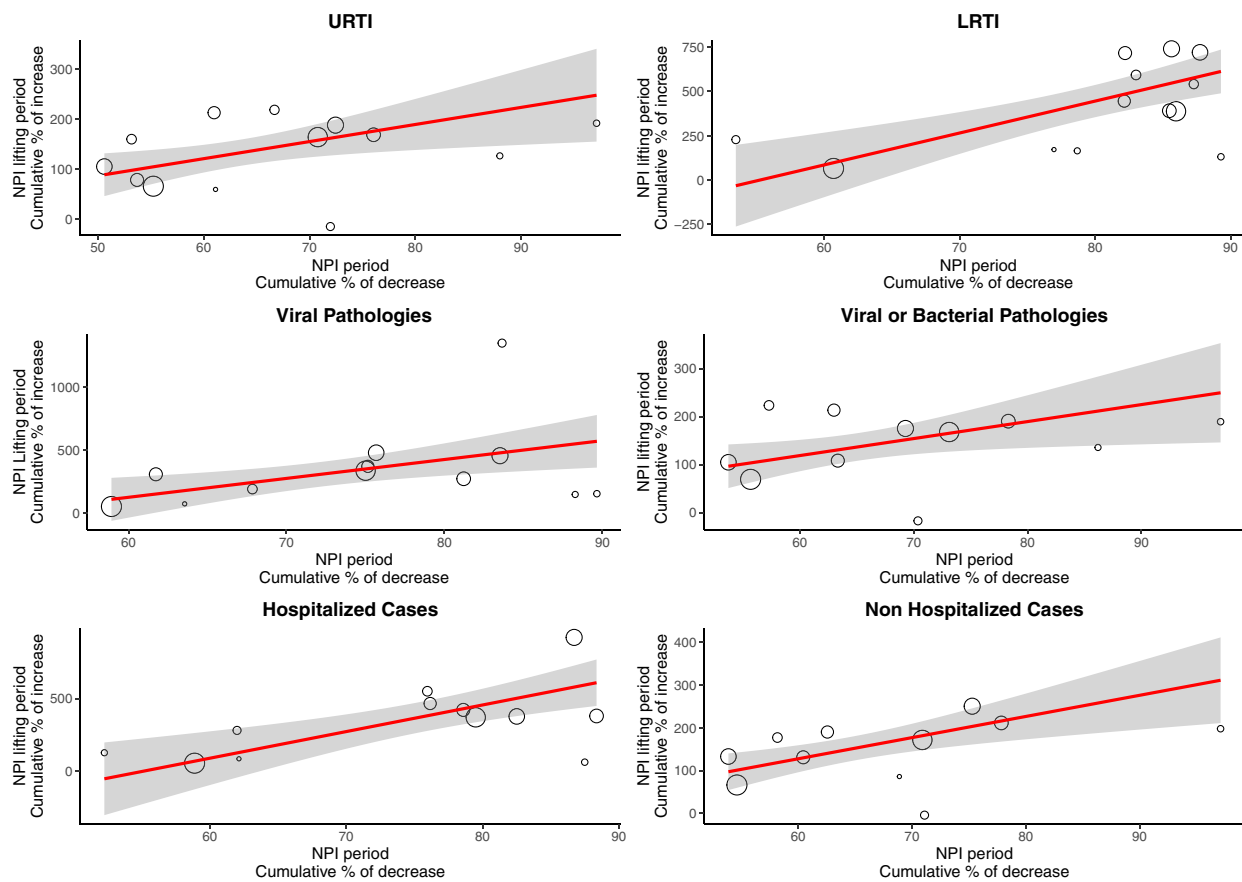 URTI
300
200
100
0
NPI lifting period
Cumulative % of increase
50
60
70
80
90
NPI period
Cumulative % of decrease
LRTI
750
500
250
0
−250
NPI lifting period
Cumulative % of increase
60
70
80
90
NPI period
Cumulative % of decrease
Viral Pathologies
1000
500
0
NPI Lifting period
Cumulative % of increase
60
70
80
90
NPI period
Cumulative % of decrease
Viral or Bacterial Pathologies
300
200
100
0
NPI lifting period
Cumulative % of increase
60
70
80
90
NPI period
Cumulative % of decrease
Hospitalized Cases
500
0
NPI lifting period
Cumulative % of increase
60
70
80
90
NPI period
Cumulative % of decrease
Non Hospitalized Cases
400
300
200
100
0
NPI lifting period
Cumulative % of increase
60
70
80
90
NPI period
Cumulative % of decrease